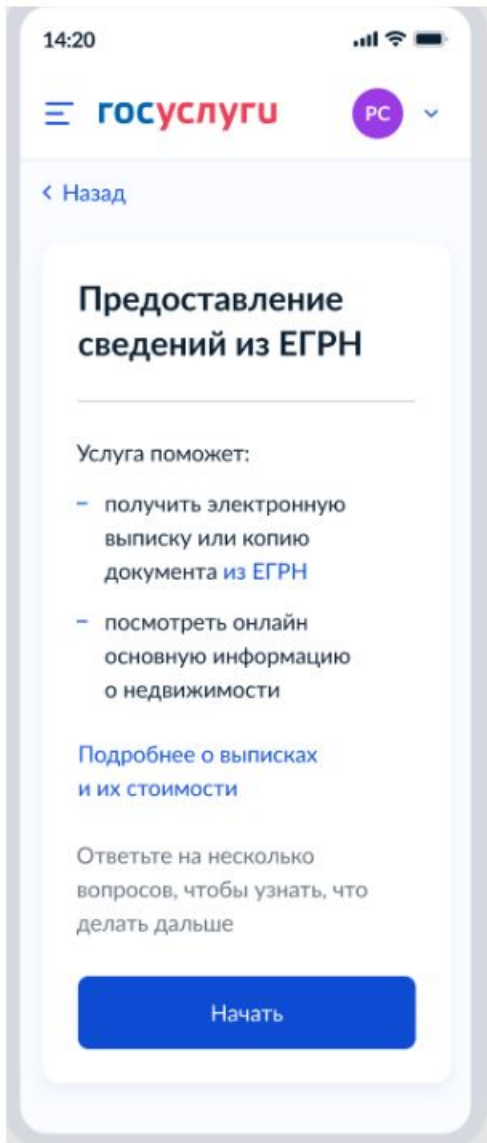 14:20
госуслуги
РС
Назад
Предоставление
сведений из ЕГРН
Услуга поможет:
– получить электронную
выписку или копию
документа из ЕГРН
– посмотреть онлайн
основную информацию
о недвижимости
Подробнее о выписках
и их стоимости
Ответьте на несколько
вопросов, чтобы узнать, что
делать дальше
Начать